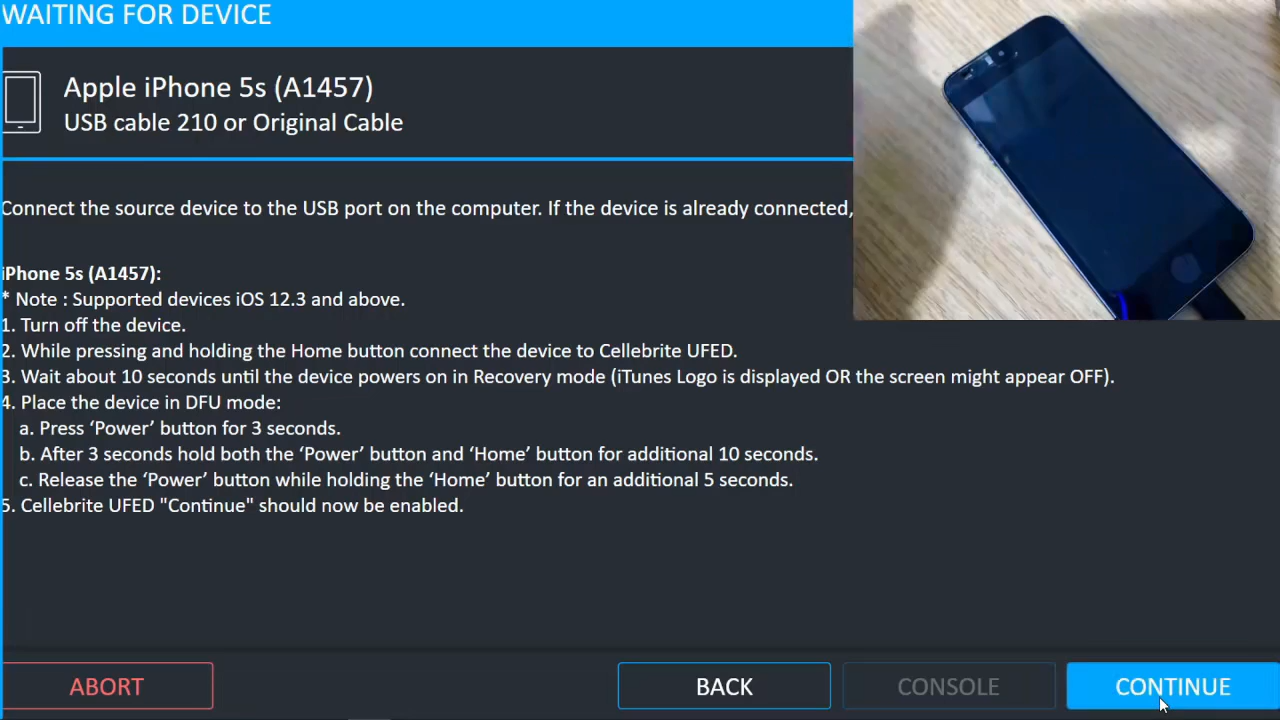 WAITING FOR DEVICE
Apple iPhone 5s (A1457)
USB cable 210 or Original Cable
Connect the source device to the USB port on the computer. If the device is already connected,
iPhone 5s (A1457):
* Note : Supported devices iOS 12.3 and above.
1. Turn off the device.
2. While pressing and holding the Home button connect the device to Cellebrite UFED.
3. Wait about 10 seconds until the device powers on in Recovery mode (iTunes Logo is displayed OR the screen might appear OFF).
4. Place the device in DFU mode:
a. Press ‘Power’ button for 3 seconds.
b. After 3 seconds hold both the ‘Power’ button and ‘Home’ button for additional 10 seconds.
c. Release the ‘Power’ button while holding the ‘Home’ button for an additional 5 seconds.
5. Cellebrite UFED "Continue" should now be enabled.
ABORT
BACK
CONSOLE
CONTINUE